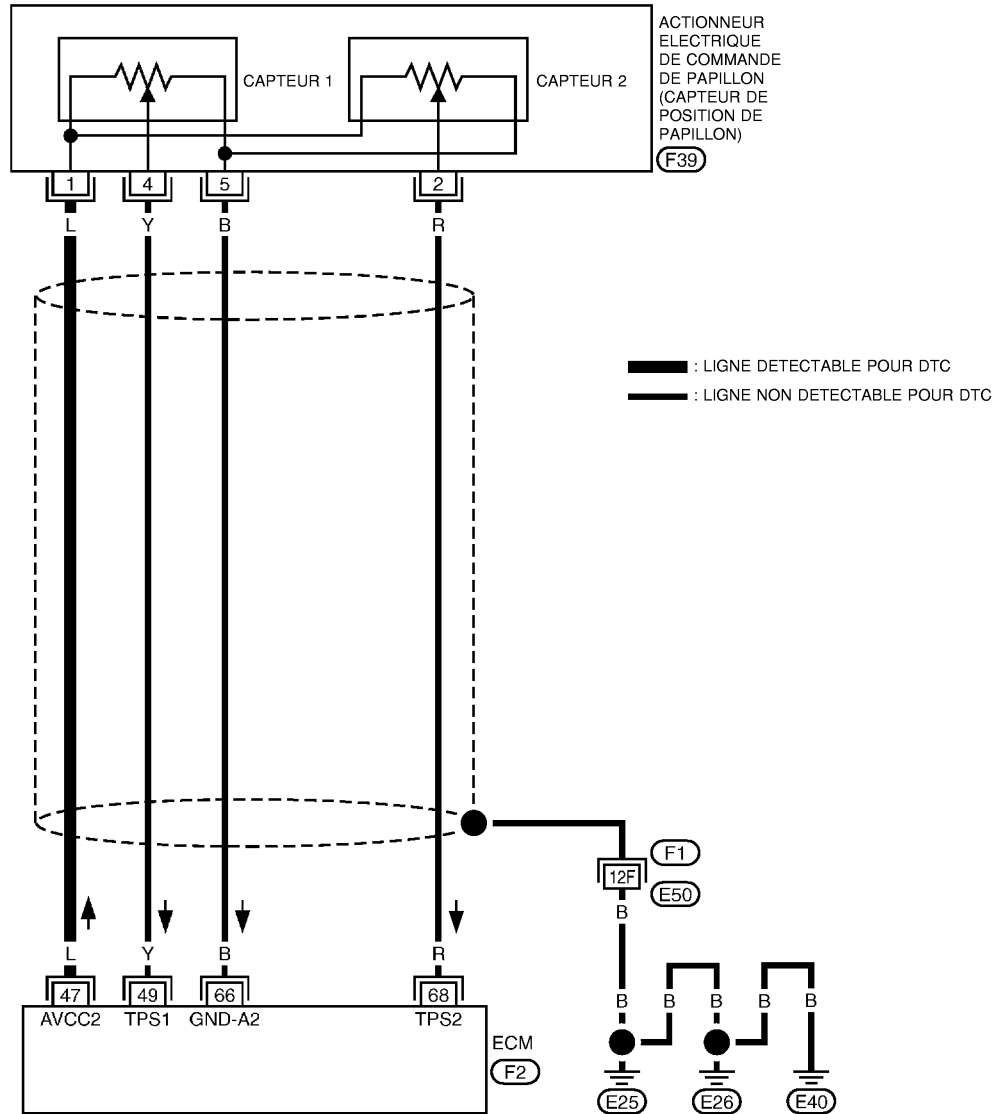 ACTIONNEUR
ELECTRIQUE
DE COMMANDE
DE PAPILLON
(CAPTEUR DE
POSITION DE
PAPILLON)
F39
CAPTEUR 1
CAPTEUR 2
1 4 5 2
L Y B R
: LIGNE DETECTABLE POUR DTC
: LIGNE NON DETECTABLE POUR DTC
F1
12F
E50
B
L Y B R
47 49 66 68
AVCC2 TPS1 GND-A2 TPS2
ECM
F2
B B B B B
E25 E26 E40